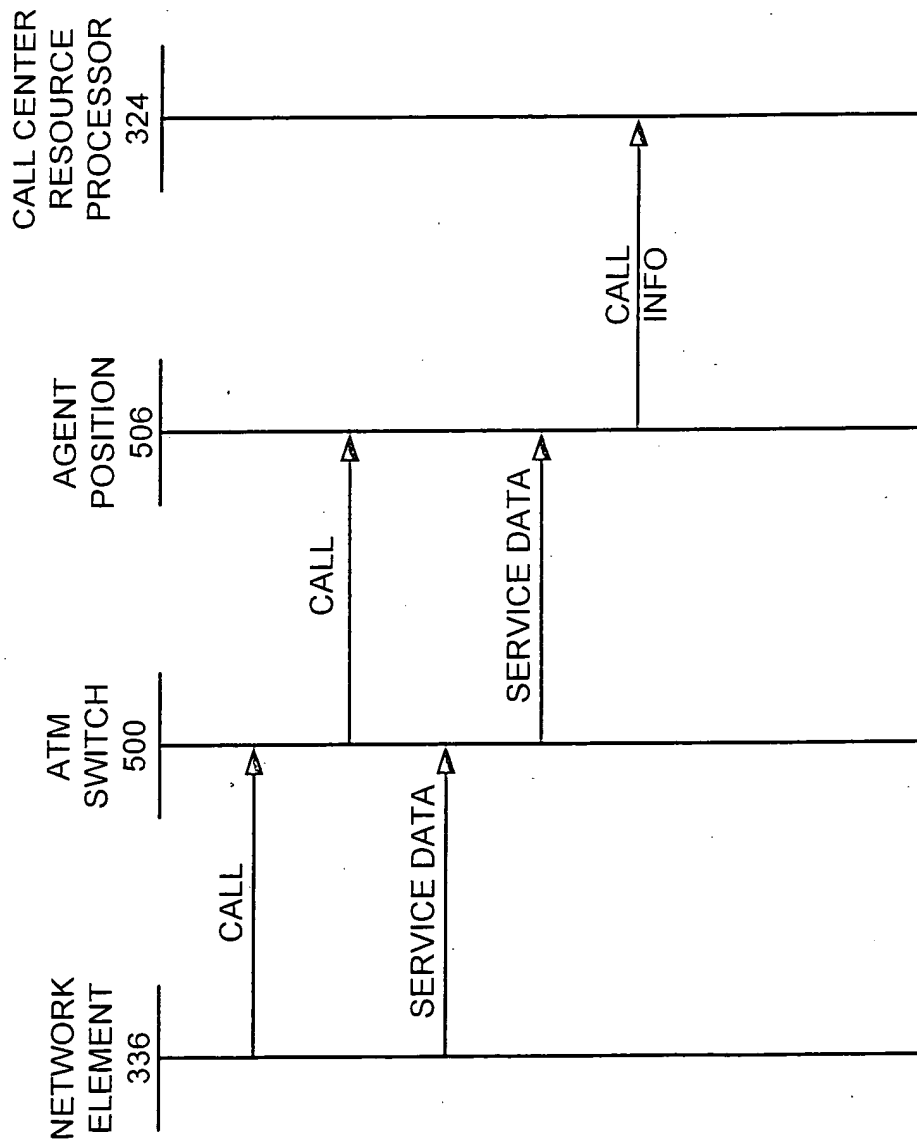 NETWORK
ELEMENT
336
ATM
SWITCH
500
AGENT
POSITION
506
CALL CENTER
RESOURCE
PROCESSOR
324
CALL
CALL
SERVICE DATA
SERVICE DATA
CALL
INFO